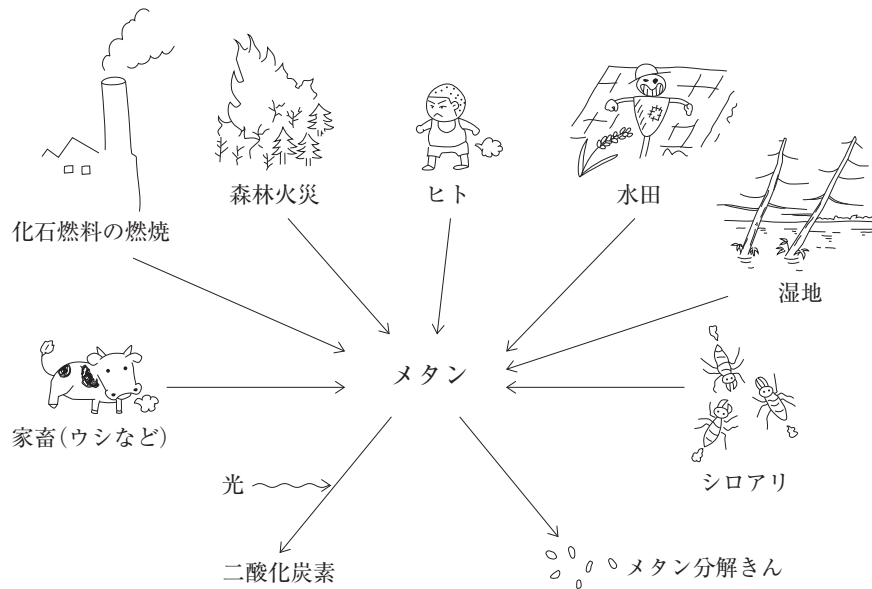 化石燃料の燃焼
森林火災
ヒト
水田
湿地
メタン
家畜(ウシなど)
シロアリ
光
二酸化炭素
メタン分解きん